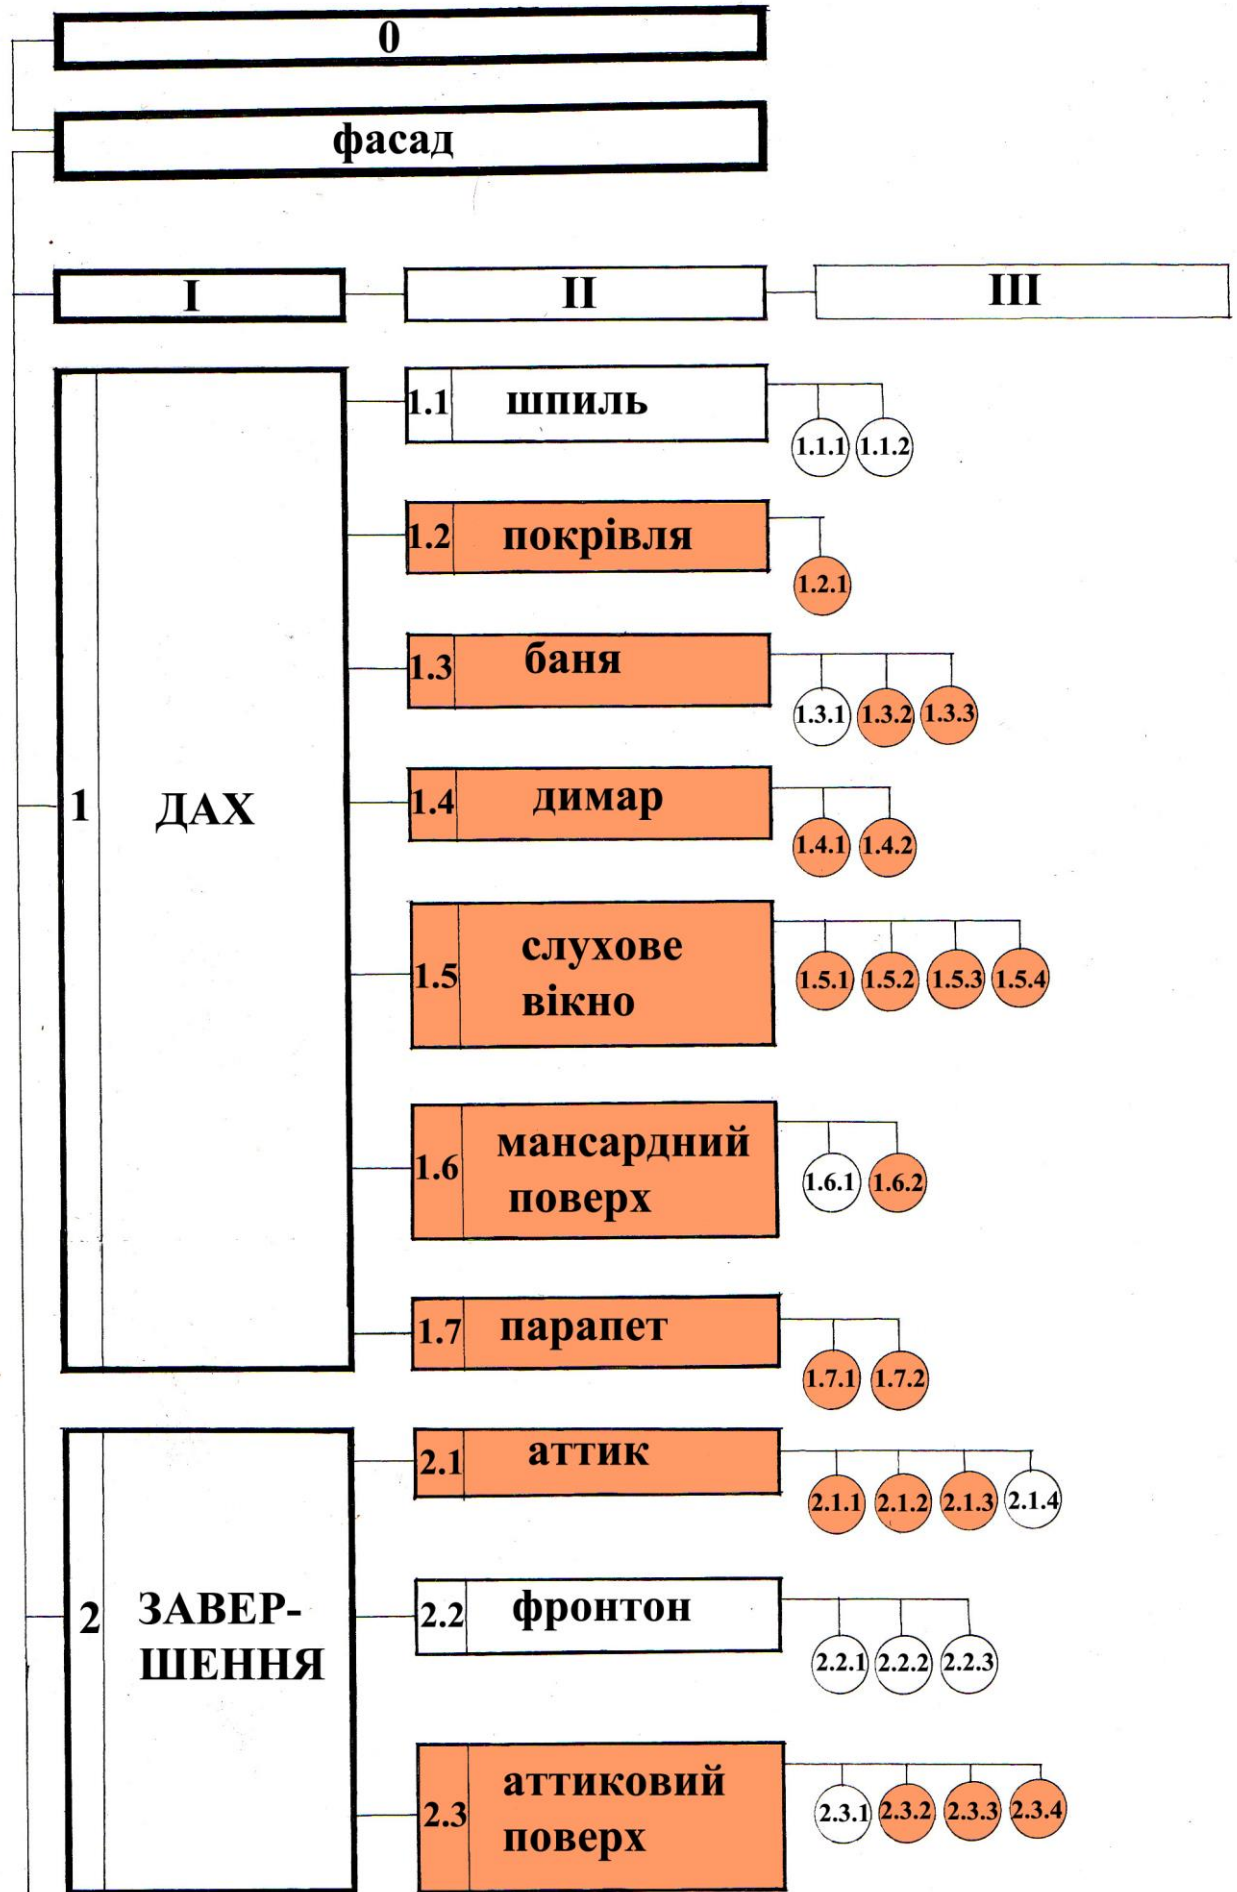 0
фасад
I II III
1 ДАХ
1.1 шпиль
1.1.1 1.1.2
1.2 покрівля
1.2.1
1.3 баня
1.3.1 1.3.2 1.3.3
1.4 димар
1.4.1 1.4.2
1.5 слухове
вікно
1.5.1 1.5.2 1.5.3 1.5.4
1.6 мансардний
поверх
1.6.1 1.6.2
1.7 парапет
1.7.1 1.7.2
2 ЗАВЕР-
ШЕННЯ
2.1 аттик
2.1.1 2.1.2 2.1.3 2.1.4
2.2 фронтон
2.2.1 2.2.2 2.2.3
2.3 аттиковий
поверх
2.3.1 2.3.2 2.3.3 2.3.4